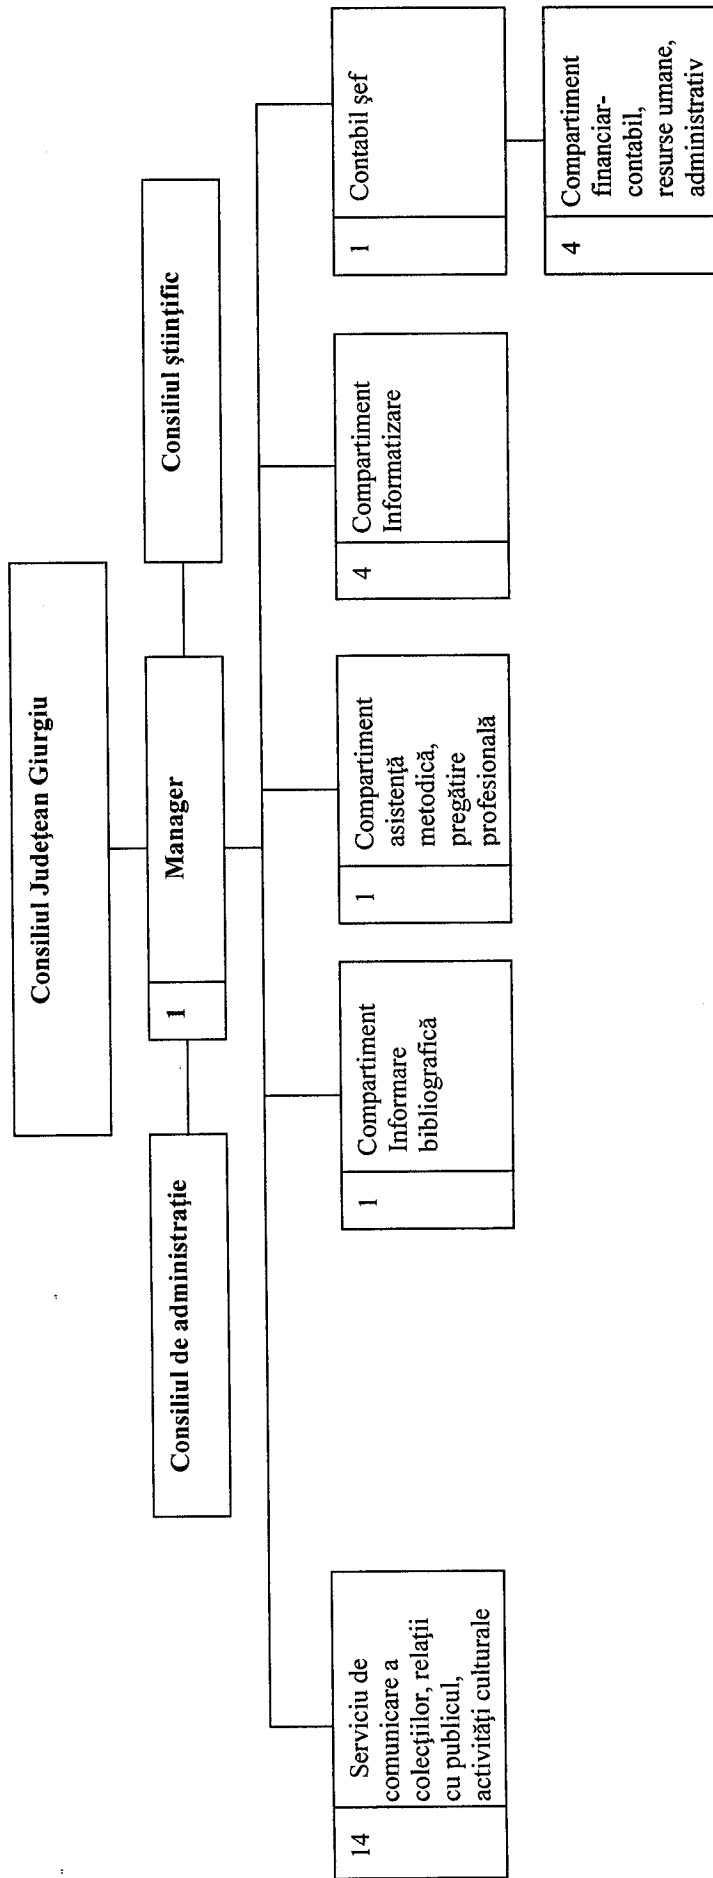 Consiliul Judeţean Giurgiu
Consiliul de administraţie
1
Manager
Consiliul ştiinţific
14
Serviciu de
comunicare a
colecţiilor, relaţii
cu publicul,
activităţi culturale
1
Compartiment
Informare
bibliografică
1
Compartiment
asistenţă
metodică,
pregătire
profesională
4
Compartiment
Informatizare
1
Contabil şef
4
Compartiment
financiar-
contabil,
resurse umane,
administrativ